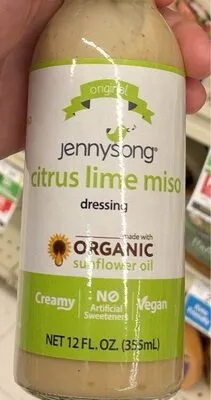 original
jennysong®
citrus lime miso
dressing
made with
ORGANIC
sunflower oil
Creamy
NO
Artificial
Sweeteners
Vegan
NET 12 FL. OZ. (355mL)